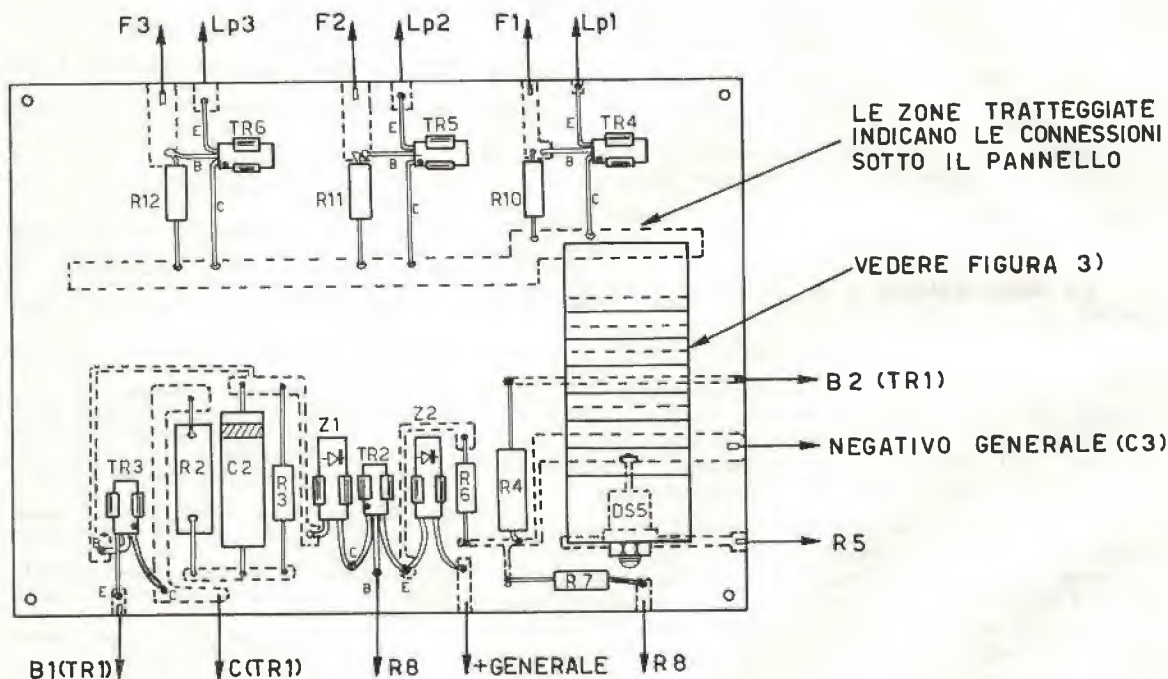 F3 Lp3 F2 Lp2 F1 Lp1
LE ZONE TRATTEGGIATE
INDICANO LE CONNESSIONI
SOTTO IL PANNELLO
E TR6 E TR5 E TR4
B B B
R12 C R11 C R10 C
VEDERE FIGURA 3)
B2 (TR1)
NEGATIVO GENERALE (C3)
R5
Z1 Z2
TR3 R2 C2 R3 TR2 R6 R4
DS5
B C E
E C B R7
B1(TR1) C(TR1) R8 +GENERALE R8